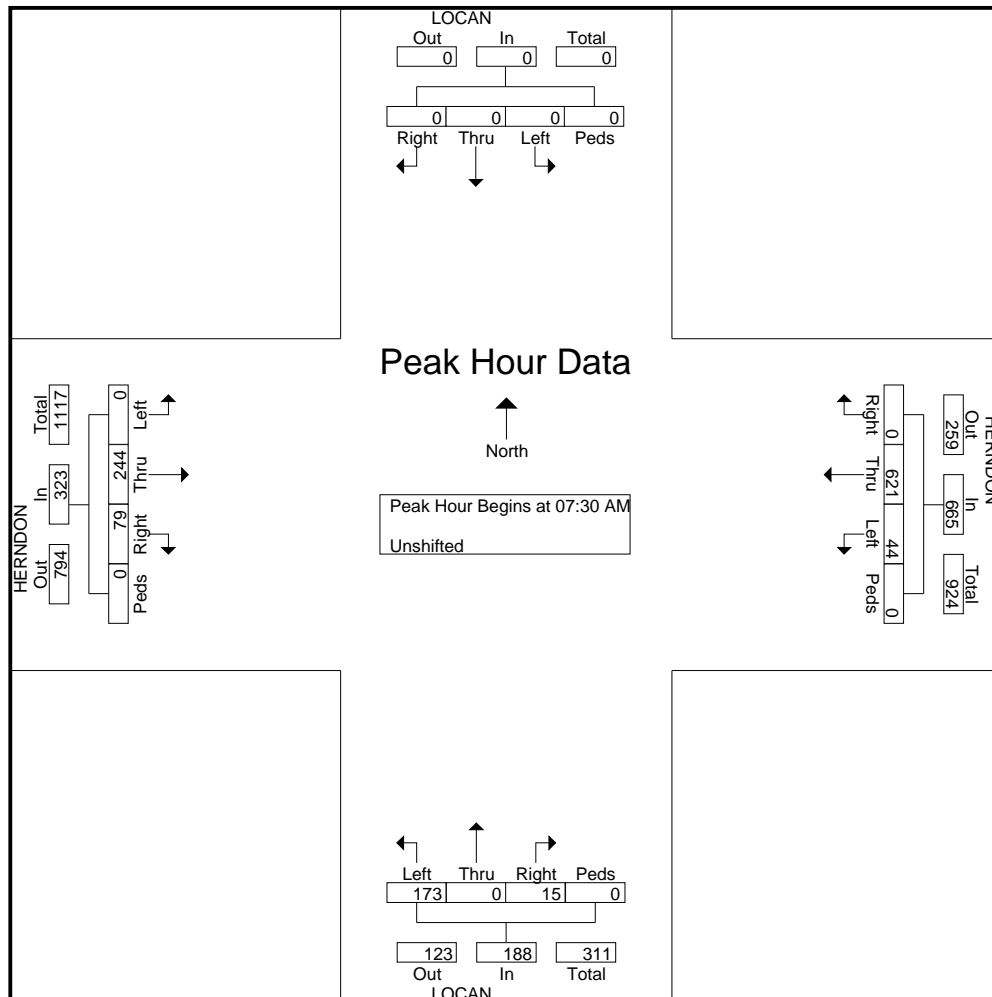 LOCAN
Out In Total
0 0 0
0 0 0 0
Right Thru Left Peds
Peak Hour Data
North
Peak Hour Begins at 07:30 AM
Unshifted
HERNDON
Total In Out
1117 323 794
0 244 79 0
Left Thru Right Peds
HERNDON
Out In Total
259 665 924
0 621 44 0
Right Thru Left Peds
Left Thru Right Peds
173 0 15 0
123 188 311
Out In Total
LOCAN